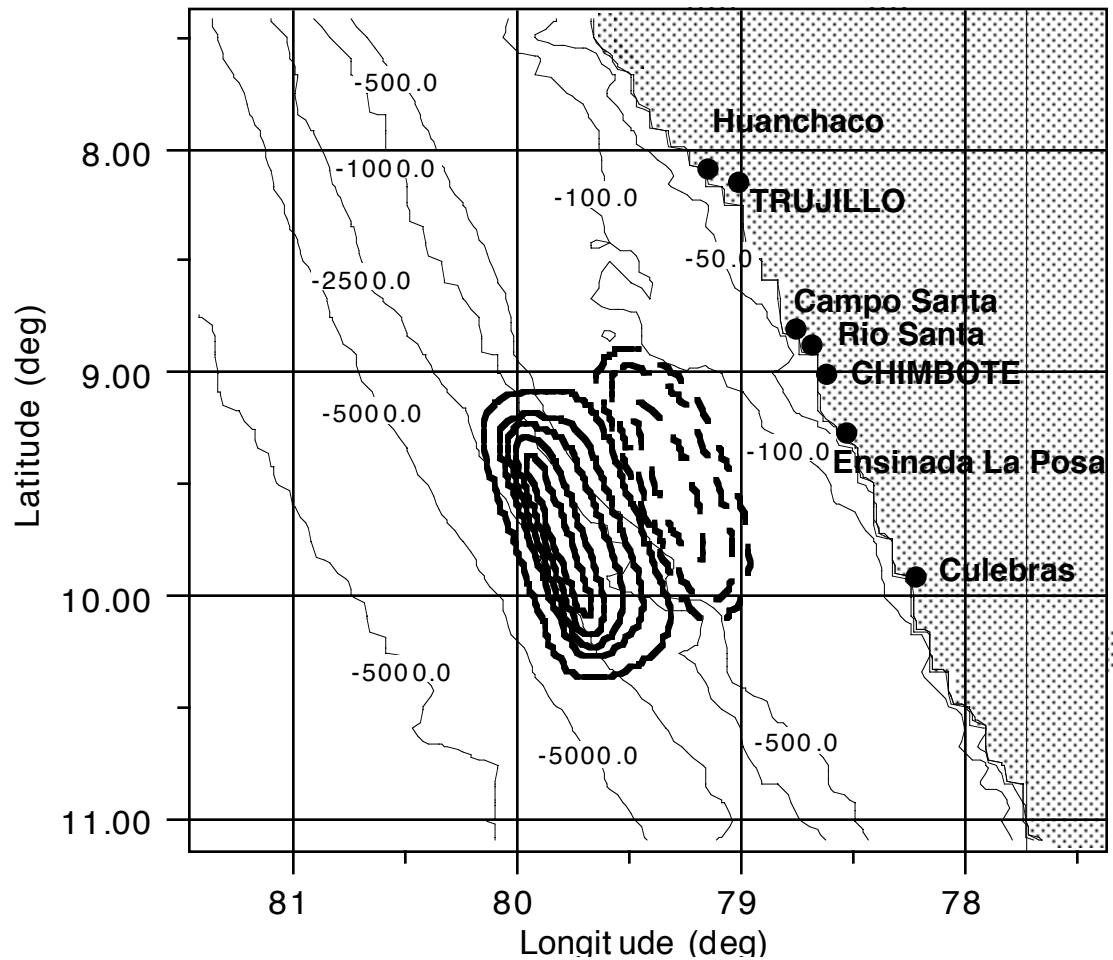 -500.0
Huanchaco
8.00
-1000.0
-100.0
TRUJILLO
-50.0
-2500.0
Campo Santa
Rio Santa
9.00
CHIMBOTE
-5000.0
-100.0
Ensinada La Posa
Latitude (deg)
Culebras
10.00
-5000.0
-5000.0
-500.0
11.00
81
80
79
78
Longitude (deg)